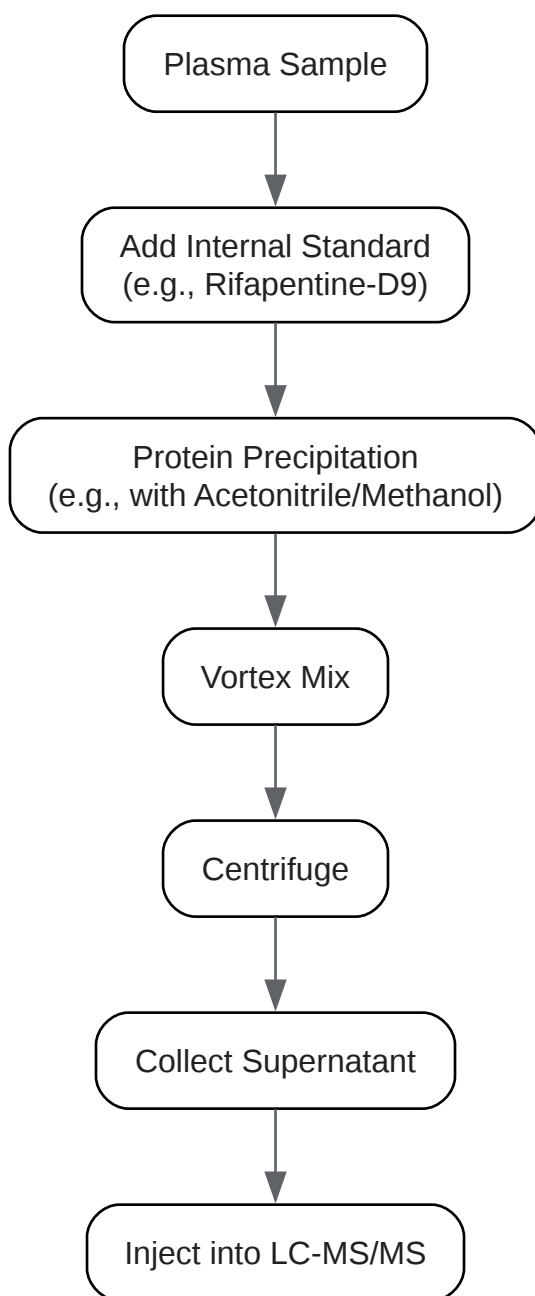 Plasma Sample
Add Internal Standard
(e.g., Rifapentine-D9)
Protein Precipitation
(e.g., with Acetonitrile/Methanol)
Vortex Mix
Centrifuge
Collect Supernatant
Inject into LC-MS/MS